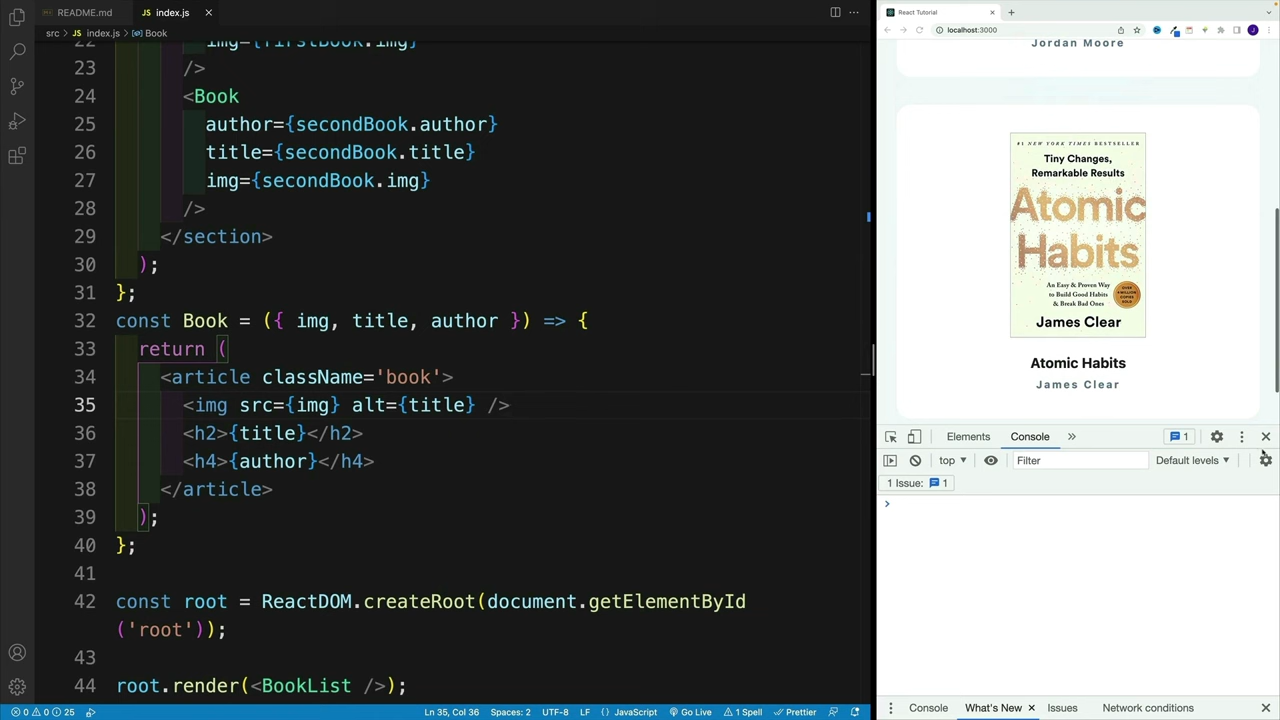 README.md
index.js
src > index.js > Book
22 img={firstBook.img}
23 />
24 <Book
25 author={secondBook.author}
26 title={secondBook.title}
27 img={secondBook.img}
28 />
29 </section>
30 );
31 };
32 const Book = ({ img, title, author }) => {
33 return (
34 <article className='book'>
35 <img src={img} alt={title} />
36 <h2>{title}</h2>
37 <h4>{author}</h4>
38 </article>
39 );
40 };
41
42 const root = ReactDOM.createRoot(document.getElementById
('root'));
43
44 root.render(<BookList />);
0 0 25
Ln 35, Col 36 Spaces: 2 UTF-8 LF {} JavaScript Go Live 1 Spell Prettier
React Tutorial
localhost:3000
J
Jordan Moore
#1 NEW YORK TIMES BESTSELLER
Tiny Changes,
Remarkable Results
Atomic
Habits
An Easy & Proven Way
to Build Good Habits
& Break Bad Ones
James Clear
Atomic Habits
James Clear
Elements Console 1
top Filter Default levels
1 Issue: 1
Console What's New Issues Network conditions